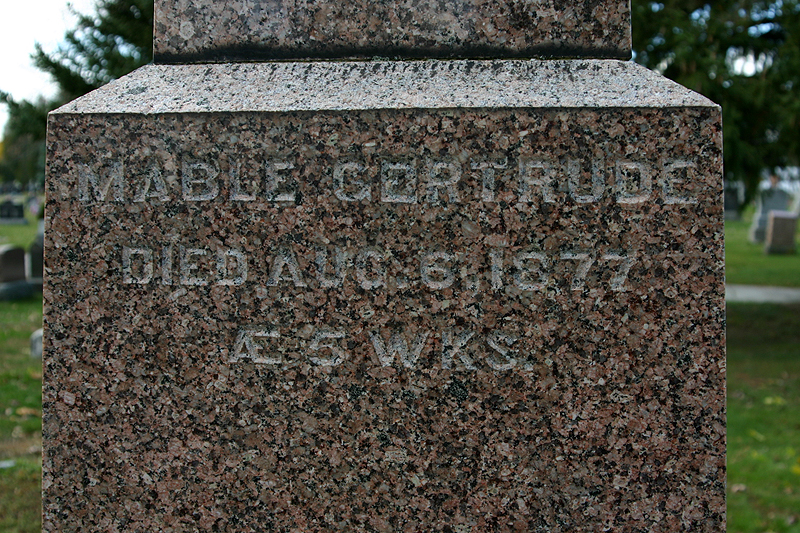 MABLE GERTRUDE
DIED AUG. 6, 1877
Æ. 5 WKS.